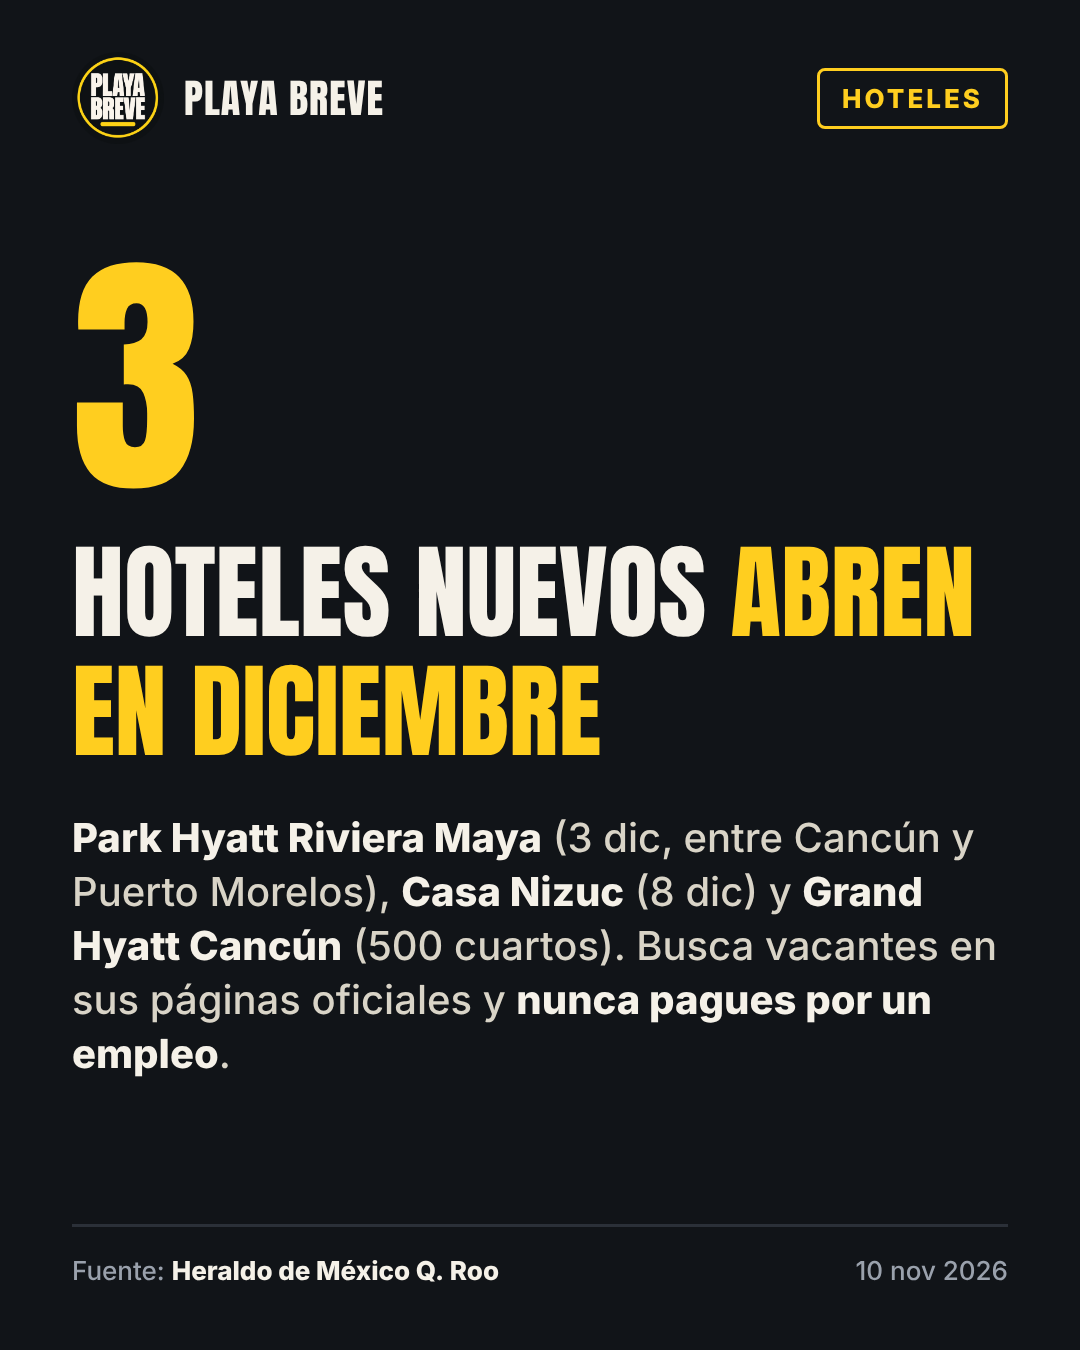 PLAYA
BREVE
PLAYA BREVE
HOTELES
3
HOTELES NUEVOS ABREN
EN DICIEMBRE
Park Hyatt Riviera Maya (3 dic, entre Cancún y
Puerto Morelos), Casa Nizuc (8 dic) y Grand
Hyatt Cancún (500 cuartos). Busca vacantes en
sus páginas oficiales y nunca pagues por un
empleo.
Fuente: Heraldo de México Q. Roo
10 nov 2026